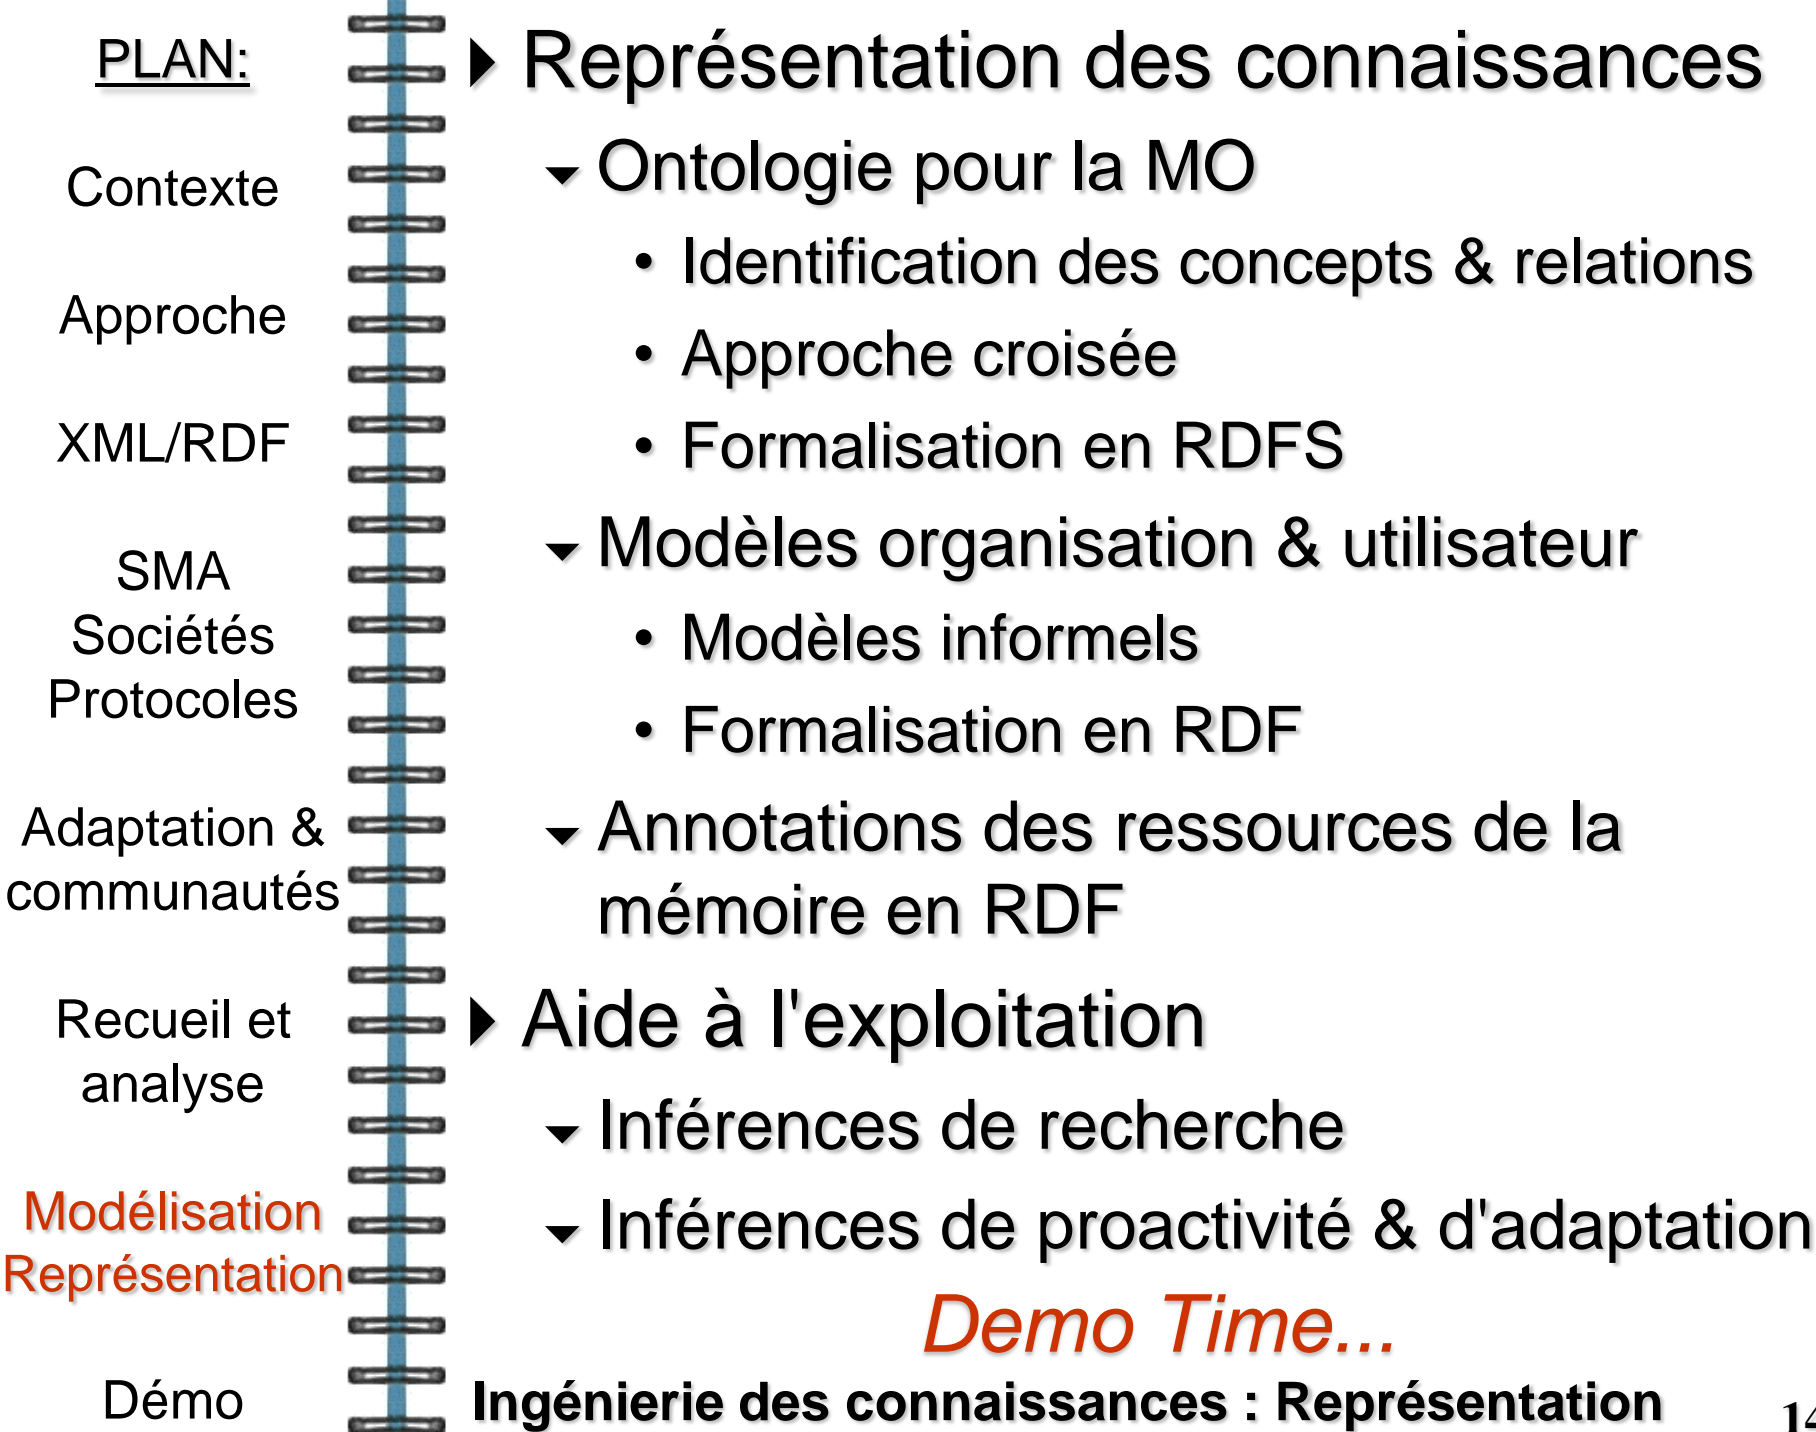 PLAN:
Contexte
Approche
XML/RDF
SMA
Sociétés
Protocoles
Adaptation &
communautés
Recueil et
analyse
Modélisation
Représentation
Démo
Représentation des connaissances
Ontologie pour la MO
• Identification des concepts & relations
• Approche croisée
• Formalisation en RDFS
Modèles organisation & utilisateur
• Modèles informels
• Formalisation en RDF
Annotations des ressources de la
mémoire en RDF
Aide à l'exploitation
Inférences de recherche
Inférences de proactivité & d'adaptation
Demo Time...
Ingénierie des connaissances : Représentation
14